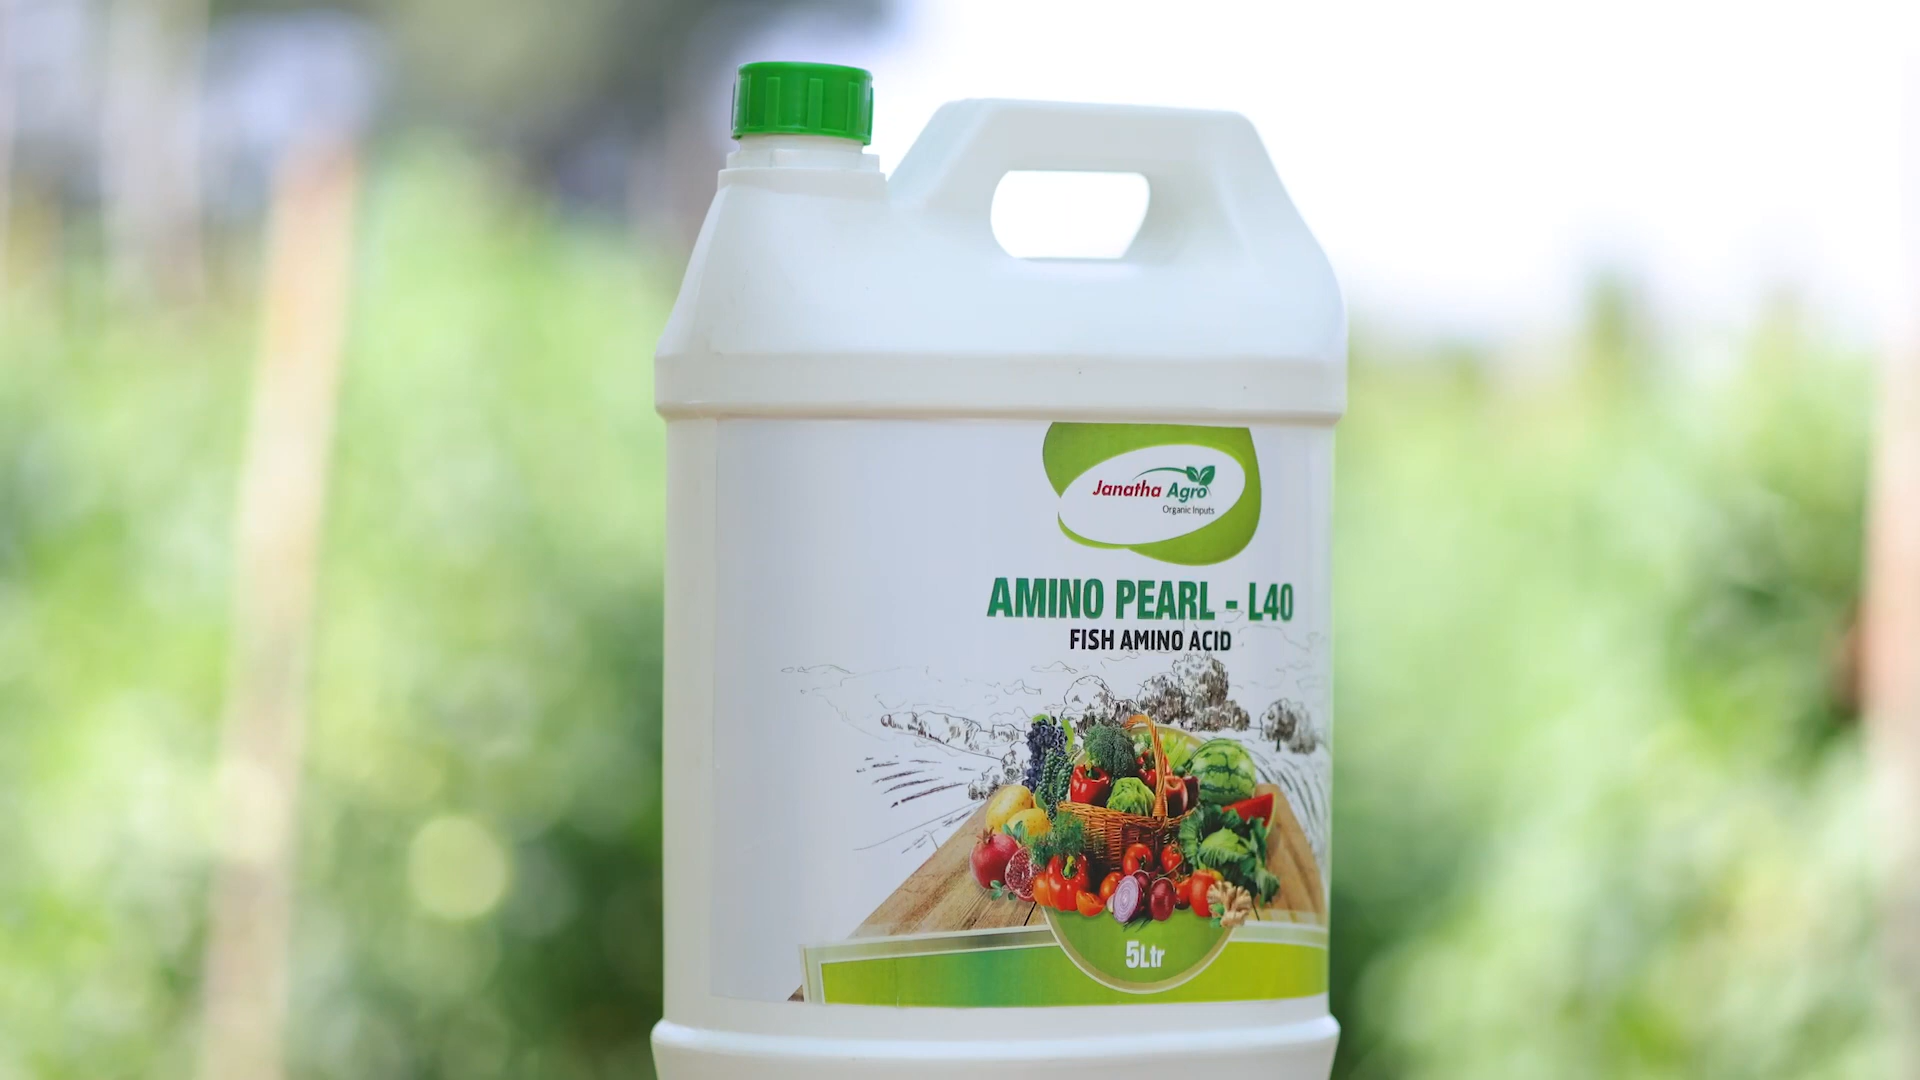 Janatha Agro
Organic Inputs
AMINO PEARL - L40
FISH AMINO ACID
5Ltr